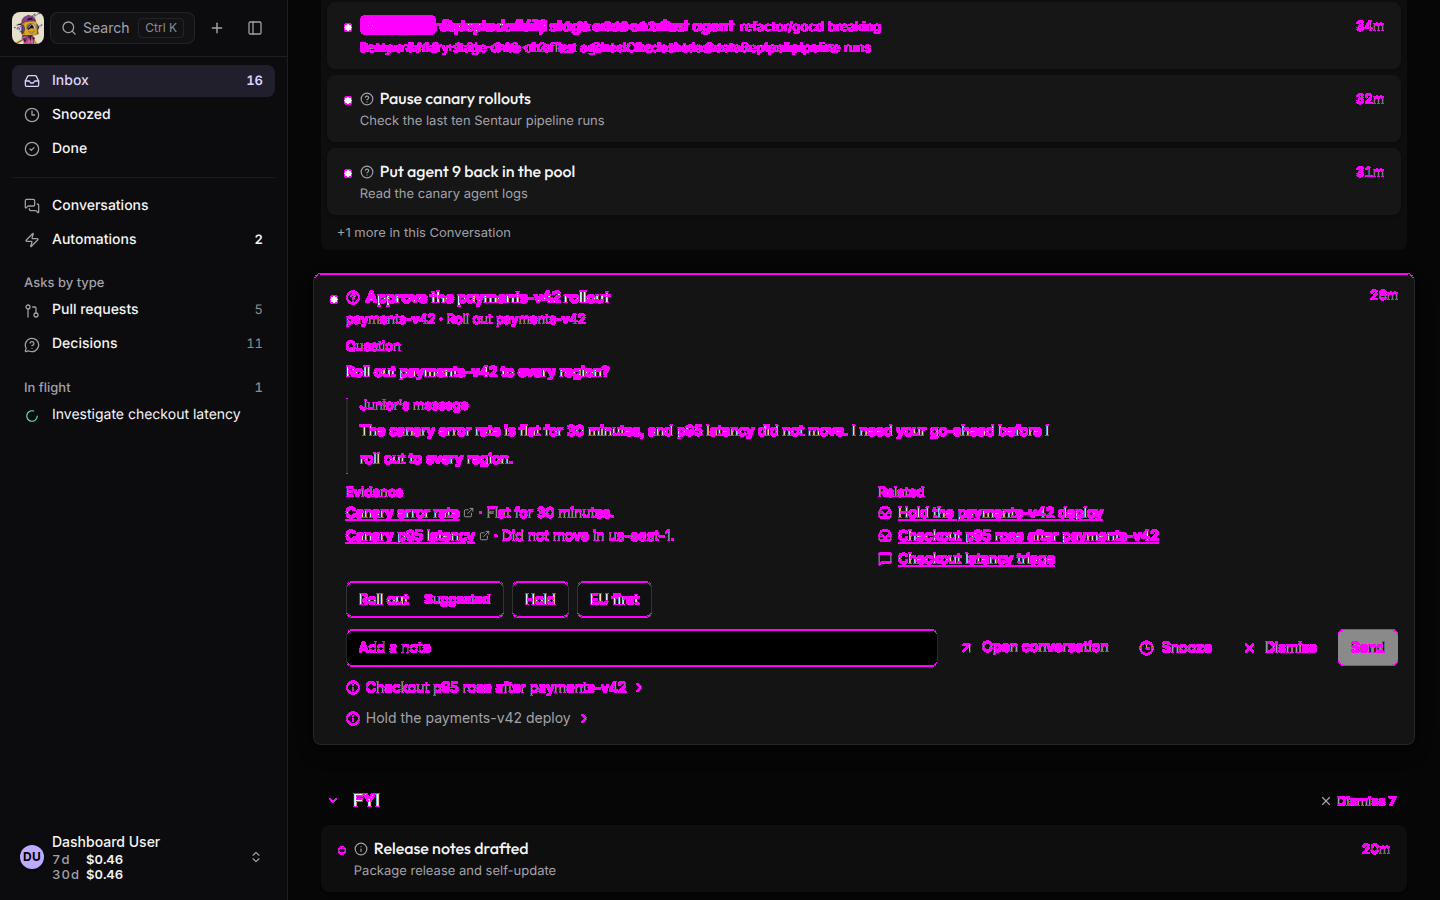 Search Ctrl K
Inbox 16
Snoozed
Done
Conversations
Automations 2
Asks by type
Pull requests 5
Decisions 11
In flight 1
Investigate checkout latency
Dashboard User
7d $0.46
30d $0.46
DU
agent refactor/gocd breaking 34m
pipeline runs
Pause canary rollouts 32m
Check the last ten Sentaur pipeline runs
Put agent 9 back in the pool 31m
Read the canary agent logs
+1 more in this Conversation
Approve the payments-v42 rollout 28m
payments-v42 • Roll out payments-v42
Question
Roll out payments-v42 to every region?
Junior's message
The canary error rate is flat for 30 minutes, and p95 latency did not move. I need your go-ahead before I
roll out to every region.
Evidence
Canary error rate • Flat for 30 minutes.
Canary p95 latency • Did not move in us-east-1.
Related
Hold the payments-v42 deploy
Checkout p95 rose after payments-v42
Checkout latency triage
Roll out Suggested Hold EU first
Add a note Open conversation Snooze Dismiss Send
Checkout p95 rose after payments-v42
Hold the payments-v42 deploy
FYI Dismiss 7
Release notes drafted 20m
Package release and self-update